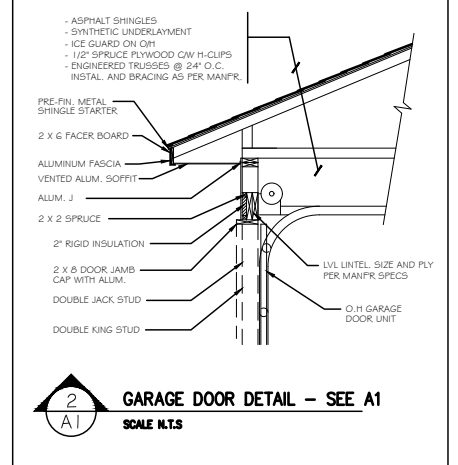 - ASPHALT SHINGLES
- SYNTHETIC UNDERLAYMENT
- ICE GUARD ON O/H
- 1/2" SPRUCE PLYWOOD C/W H-CLIPS
- ENGINEERED TRUSSES @ 24" O.C.
INSTAL. AND BRACING AS PER MANFR.
PRE-FIN. METAL
SHINGLE STARTER
2 X 6 FACER BOARD
ALUMINUM FASCIA
VENTED ALUM. SOFFIT
ALUM. J
2 X 2 SPRUCE
2" RIGID INSULATION
2 X 8 DOOR JAMB
CAP WITH ALUM.
DOUBLE JACK STUD
DOUBLE KING STUD
LVL LINTEL. SIZE AND PLY
PER MANFR SPECS
O.H GARAGE
DOOR UNIT
2
A1
GARAGE DOOR DETAIL - SEE A1
SCALE N.T.S